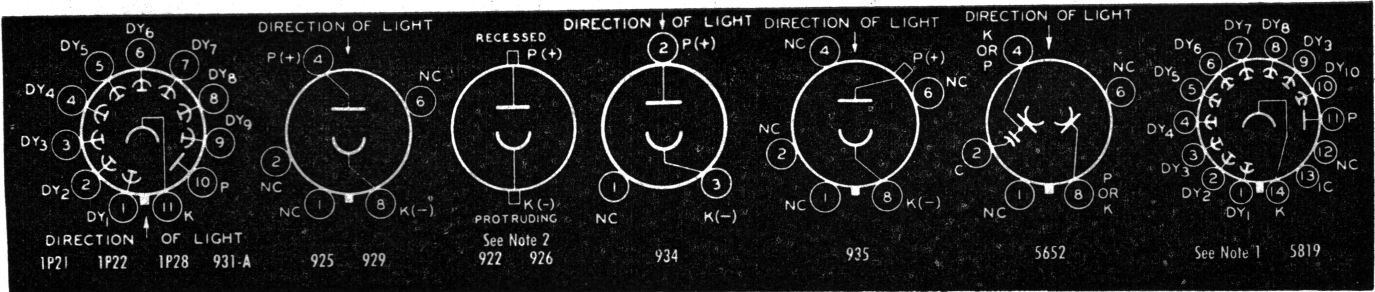 DY1 1
DY2 2
DY3 3
DY4 4
DY5 5
DY6 6
DY7 7
DY8 8
DY9 9
10 P
11 K
DIRECTION OF LIGHT
1P21 1P22 1P28 931-A
DIRECTION OF LIGHT
P(+) 4
NC 6
2 NC
NC 1
8 K(-)
925 929
RECESSED
P(+)
K(-)
PROTRUDING
See Note 2
922 926
DIRECTION OF LIGHT
2 P(+)
1 NC
3 K(-)
934
DIRECTION OF LIGHT
NC 4
P(+)
6 NC
NC 2
NC 1
8 K(-)
935
DIRECTION OF LIGHT
K OR P 4
NC 6
2 C
NC 1
8 P OR K
5652
DY1 1
DY2 2
DY3 3
DY4 4
DY5 5
DY6 6
DY7 7
DY8 8
DY3 9
DY10 10
11 P
12 NC
13 IC
14 K
See Note 1 5819